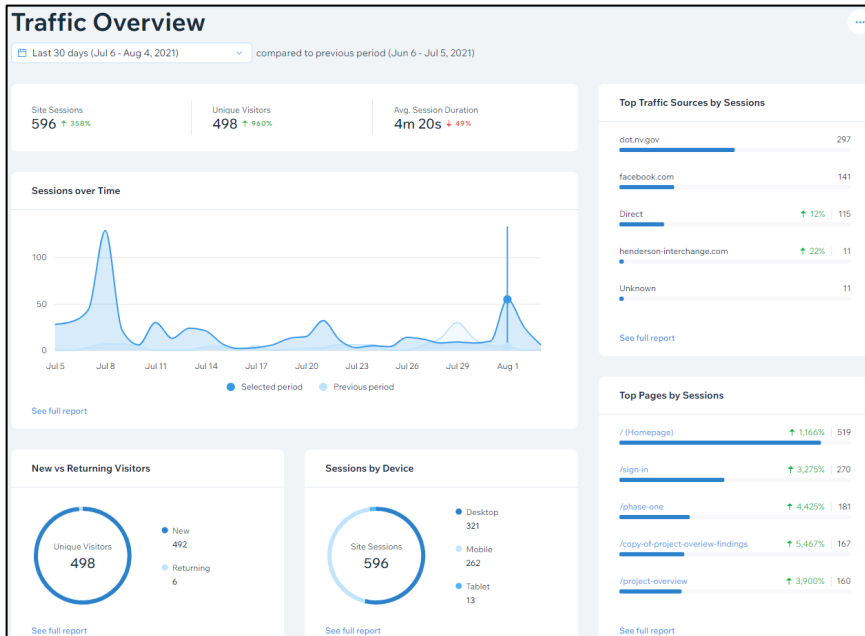 Traffic Overview
...
Last 30 days (Jul 6 - Aug 4, 2021) compared to previous period (Jun 6 - Jul 5, 2021)
Site Sessions
596 ↑ 358%
Unique Visitors
498 ↑ 960%
Avg. Session Duration
4m 20s ↓ 49%
Sessions over Time
100
50
0
Jul 5 Jul 8 Jul 11 Jul 14 Jul 17 Jul 20 Jul 23 Jul 26 Jul 29 Aug 1
Selected period Previous period
See full report
New vs Returning Visitors
Unique Visitors
498
New
492
Returning
6
See full report
Sessions by Device
Site Sessions
596
Desktop
321
Mobile
262
Tablet
13
See full report
Top Traffic Sources by Sessions
dot.nv.gov 297
facebook.com 141
Direct ↑ 12% 115
henderson-interchange.com ↑ 22% 11
Unknown 11
See full report
Top Pages by Sessions
/ (Homepage) ↑ 1,166% 519
/sign-in ↑ 3,275% 270
/phase-one ↑ 4,425% 181
/copy-of-project-overiew-findings ↑ 5,467% 167
/project-overview ↑ 3,900% 160
See full report